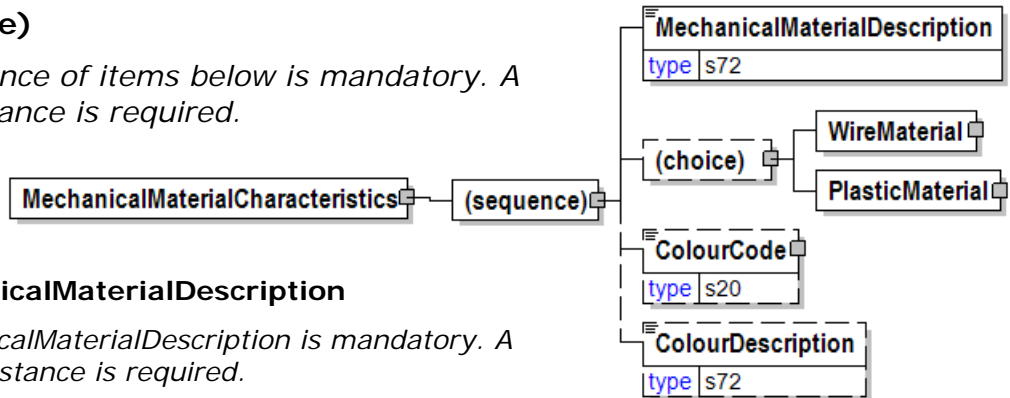 e)
nce of items below is mandatory. A
ance is required.
MechanicalMaterialDescription
type s72
(choice)
WireMaterial
PlasticMaterial
MechanicalMaterialCharacteristics
(sequence)
ColourCode
type s20
ColourDescription
type s72
icalMaterialDescription
calMaterialDescription is mandatory. A
stance is required.